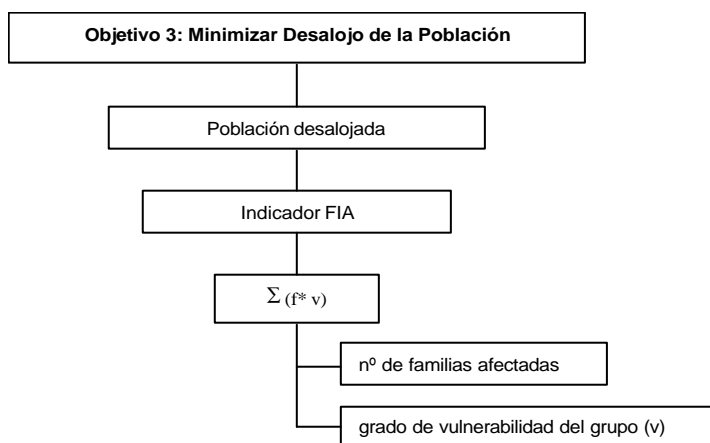 Objetivo 3: Minimizar Desalojo de la Población
Población desalojada
Indicador FIA
Σ (f* v)
nº de familias afectadas
grado de vulnerabilidad del grupo (v)